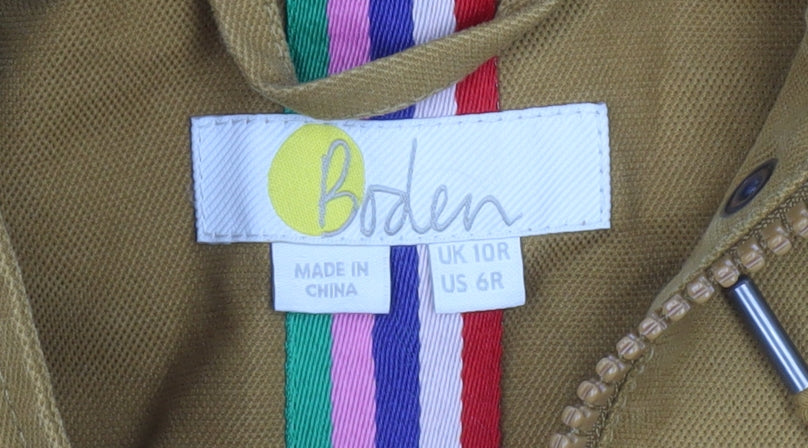 Boden
MADE IN
CHINA
UK 10R
US 6R